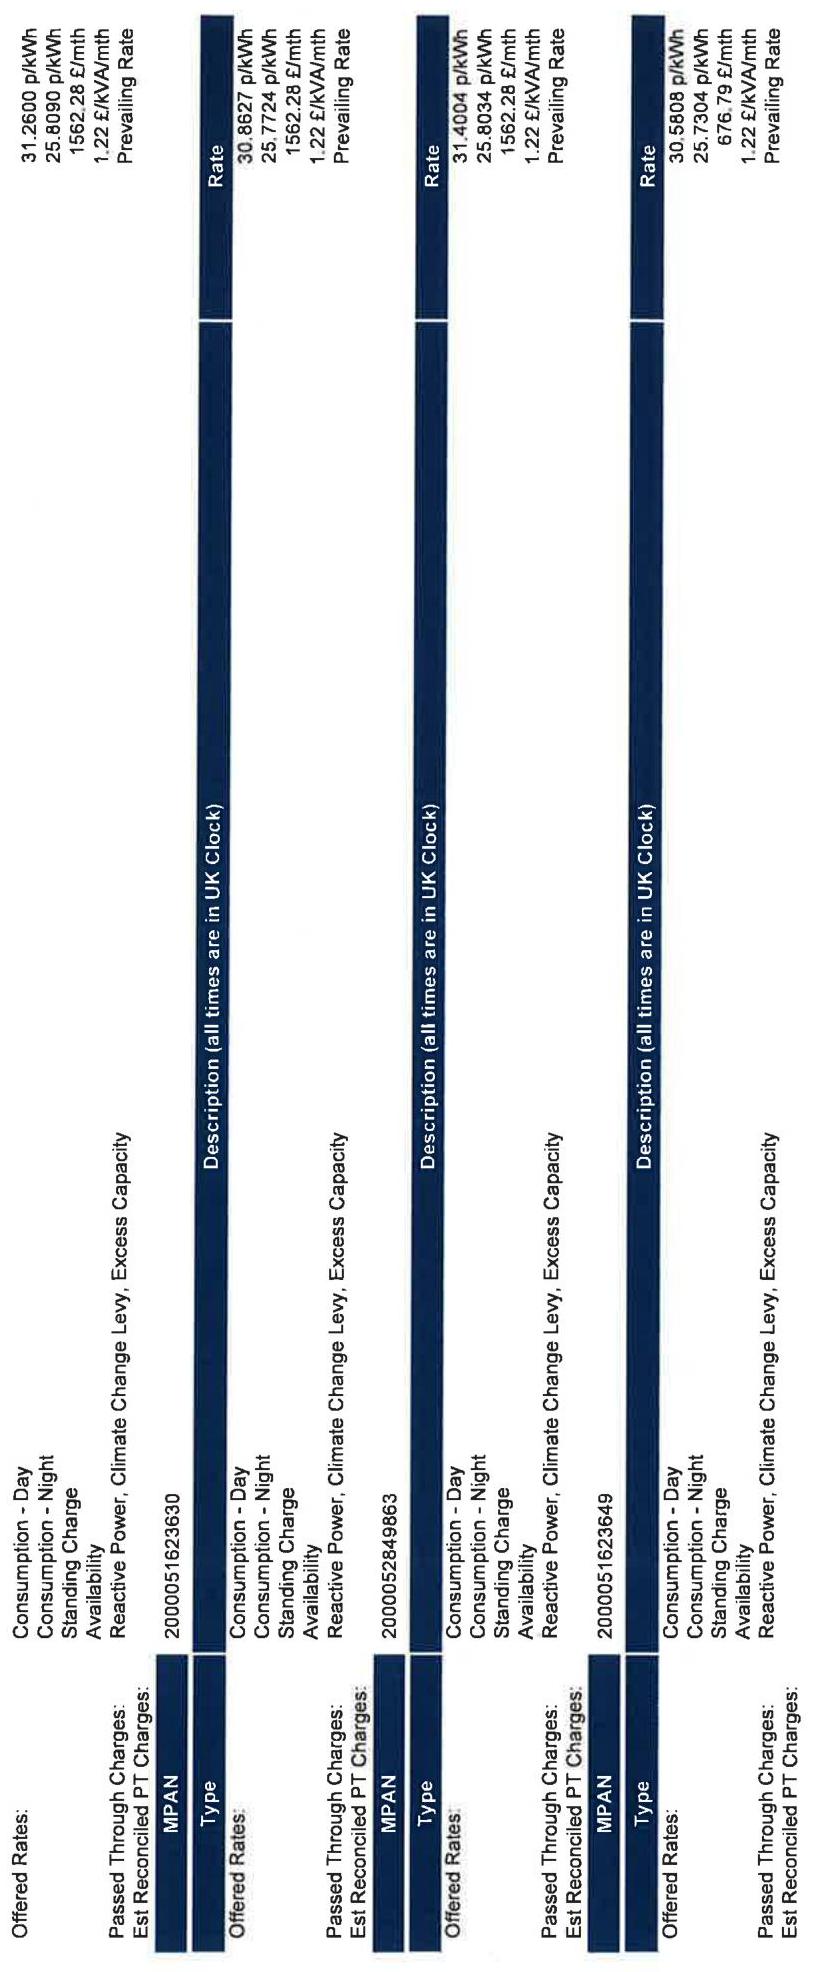 Offered Rates: Consumption - Day 31.2600 p/kWh
Consumption - Night 25.8090 p/kWh
Standing Charge 1562.28 £/mth
Availability 1.22 £/kVA/mth
Passed Through Charges: Reactive Power, Climate Change Levy, Excess Capacity Prevailing Rate
Est Reconciled PT Charges:
MPAN 2000051623630
Type Description (all times are in UK Clock) Rate
Offered Rates: Consumption - Day 30.8627 p/kWh
Consumption - Night 25.7724 p/kWh
Standing Charge 1562.28 £/mth
Availability 1.22 £/kVA/mth
Passed Through Charges: Reactive Power, Climate Change Levy, Excess Capacity Prevailing Rate
Est Reconciled PT Charges:
MPAN 2000052849863
Type Description (all times are in UK Clock) Rate
Offered Rates: Consumption - Day 31.4004 p/kWh
Consumption - Night 25.8034 p/kWh
Standing Charge 1562.28 £/mth
Availability 1.22 £/kVA/mth
Passed Through Charges: Reactive Power, Climate Change Levy, Excess Capacity Prevailing Rate
Est Reconciled PT Charges:
MPAN 2000051623649
Type Description (all times are in UK Clock) Rate
Offered Rates: Consumption - Day 30.5808 p/kWh
Consumption - Night 25.7304 p/kWh
Standing Charge 676.79 £/mth
Availability 1.22 £/kVA/mth
Passed Through Charges: Reactive Power, Climate Change Levy, Excess Capacity Prevailing Rate
Est Reconciled PT Charges: